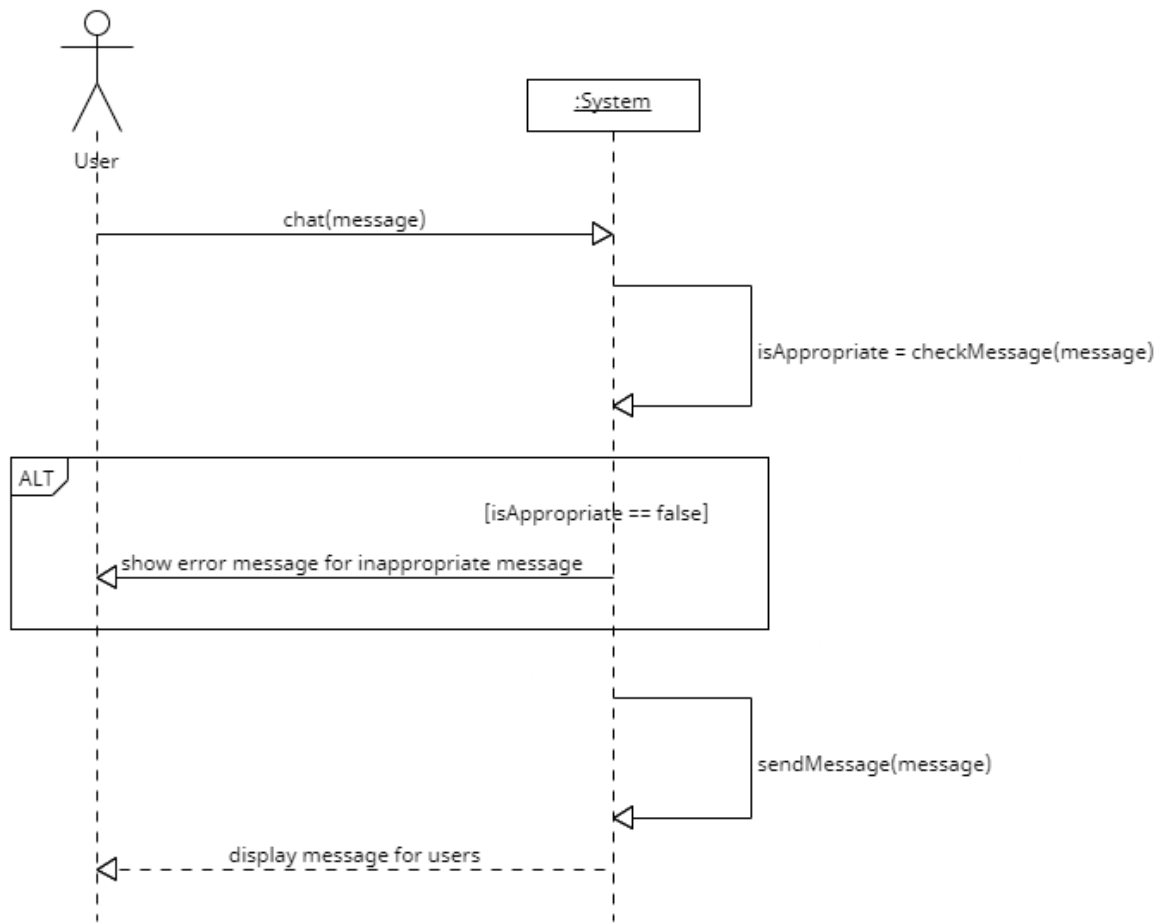 :System
User
chat(message)
isAppropriate = checkMessage(message)
ALT
[isAppropriate == false]
show error message for inappropriate message
sendMessage(message)
display message for users